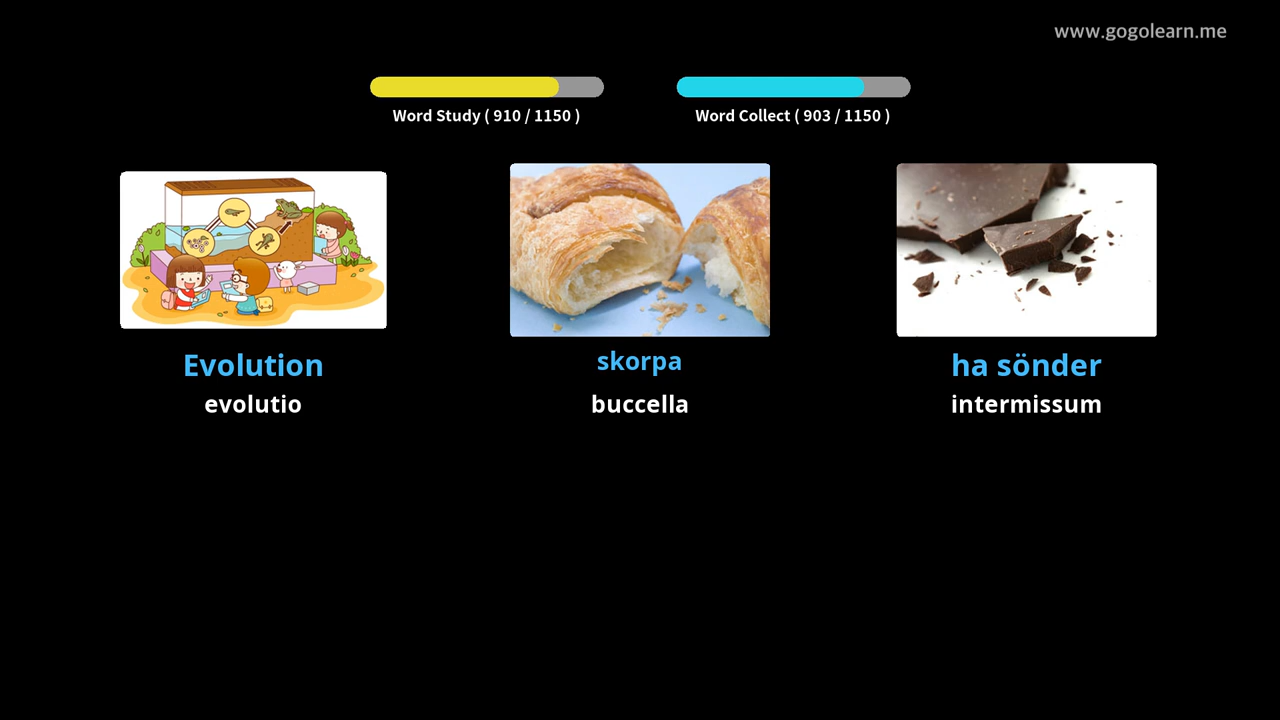 www.gogolearn.me
Word Study ( 910 / 1150 )
Word Collect ( 903 / 1150 )
Evolution
evolutio
skorpa
buccella
ha sönder
intermissum